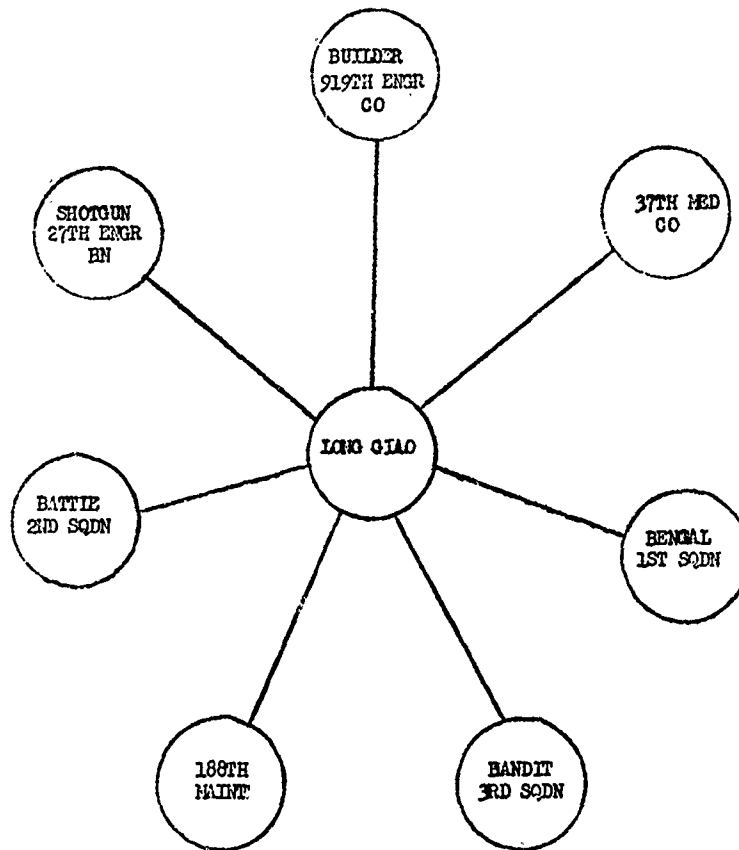 BUILDER
919TH ENGR
CO
37TH MED
CO
SHOTGUN
27TH ENGR
BN
LONG GIAO
BATTLE
2ND SQDN
BENGAL
1ST SQDN
188TH
MAINT
BANDIT
3RD SQDN